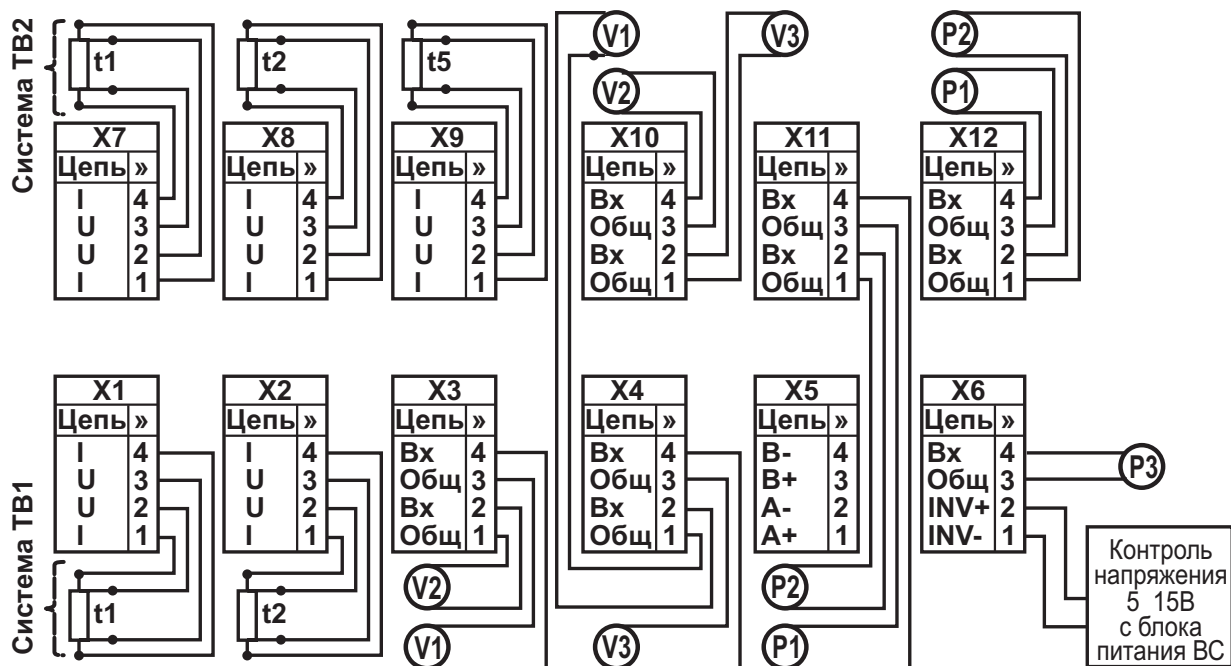 Система ТВ2
t1
t2
t5
V1
V3
P2
V2
P1
X7
Цепь »
I 4
U 3
U 2
I 1
X8
Цепь »
I 4
U 3
U 2
I 1
X9
Цепь »
I 4
U 3
U 2
I 1
X10
Цепь »
Вх 4
Общ 3
Вх 2
Общ 1
X11
Цепь »
Вх 4
Общ 3
Вх 2
Общ 1
X12
Цепь »
Вх 4
Общ 3
Вх 2
Общ 1
Система ТВ1
X1
Цепь »
I 4
U 3
U 2
I 1
X2
Цепь »
I 4
U 3
U 2
I 1
X3
Цепь »
Вх 4
Общ 3
Вх 2
Общ 1
X4
Цепь »
Вх 4
Общ 3
Вх 2
Общ 1
X5
Цепь »
B- 4
B+ 3
A- 2
A+ 1
X6
Цепь »
Вх 4
Общ 3
INV+ 2
INV- 1
P3
t1
t2
V2
V1
V3
P2
P1
Контроль
напряжения
5 15В
с блока
питания ВС